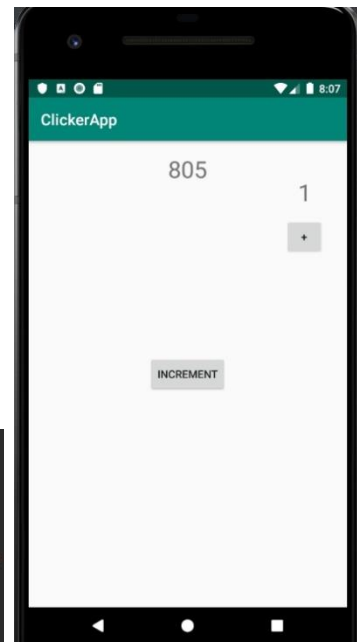 8:07
ClickerApp
805
1
+
INCREMENT